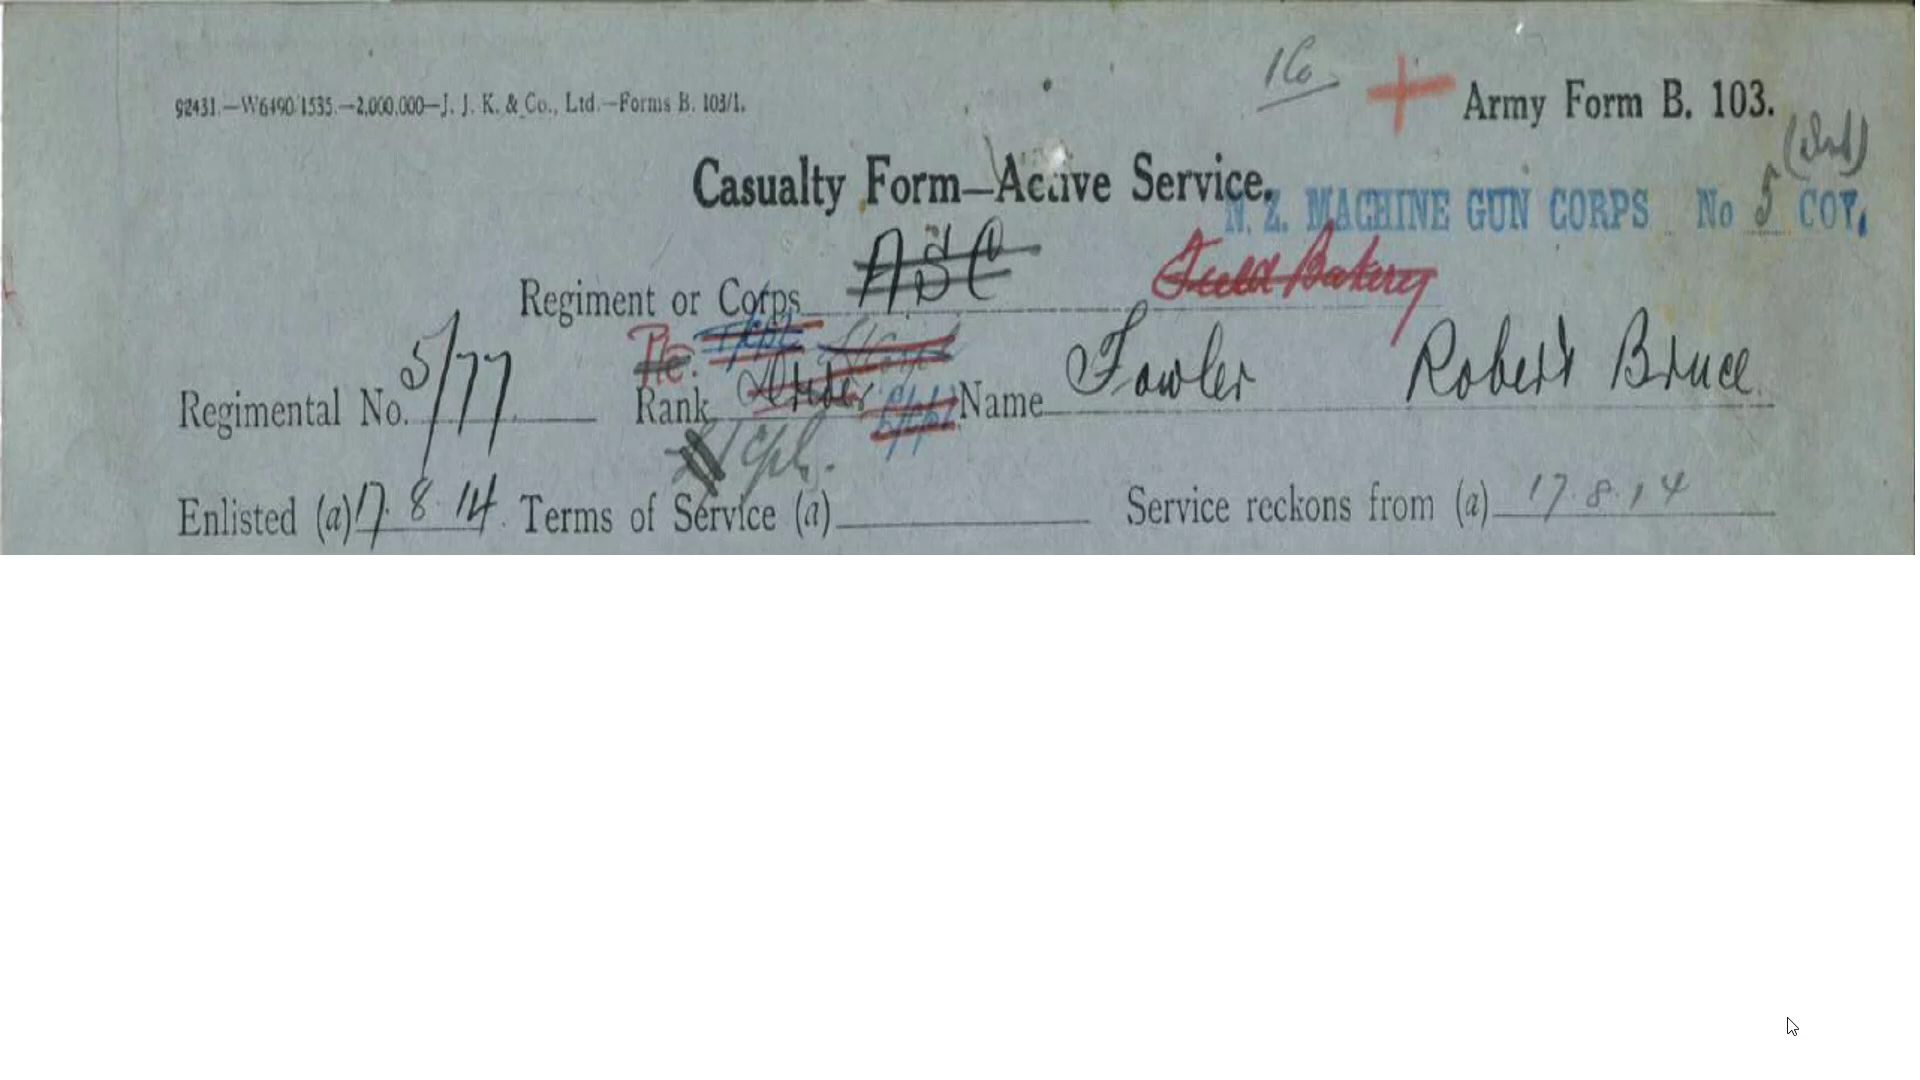 16
Army Form B. 103.
92431.—W6490/1535.—2,000,000—J. J. K. & Co., Ltd.—Forms B. 103/1.
Casualty Form—Active Service.
N. Z. MACHINE GUN CORPS No 5 COY.
Regiment or Corps ASC Field Bakery
Regimental No. 5/77 Rank Pte. Name Fowler Robert Bruce
L/Cpl.
Enlisted (a) 17.8.14. Terms of Service (a) Service reckons from (a) 17.8.14